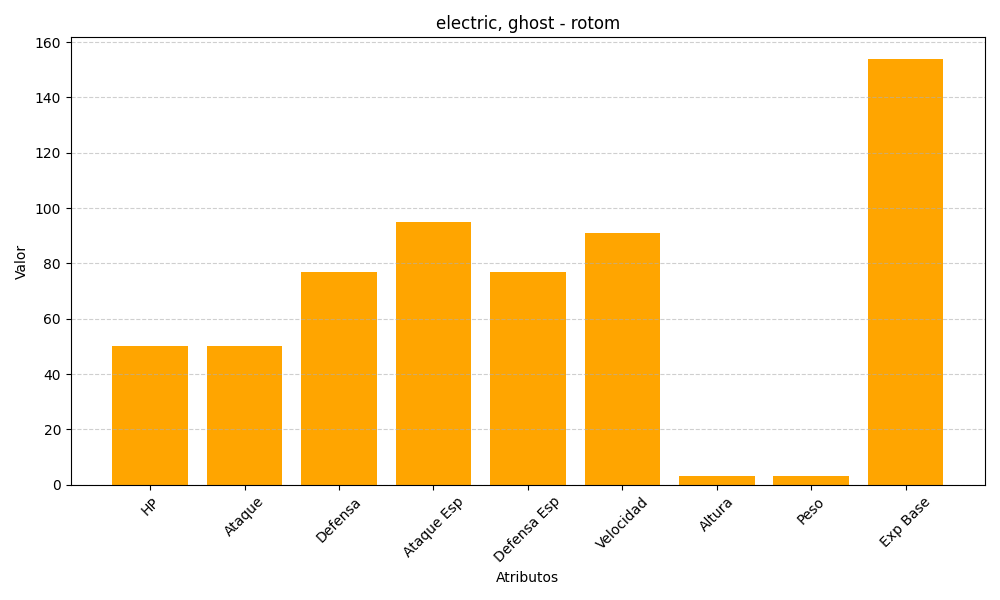 electric, ghost - rotom
160
140
120
100
80
60
40
20
0
Valor
HP
Ataque
Defensa
Ataque Esp
Defensa Esp
Velocidad
Altura
Peso
Exp Base
Atributos